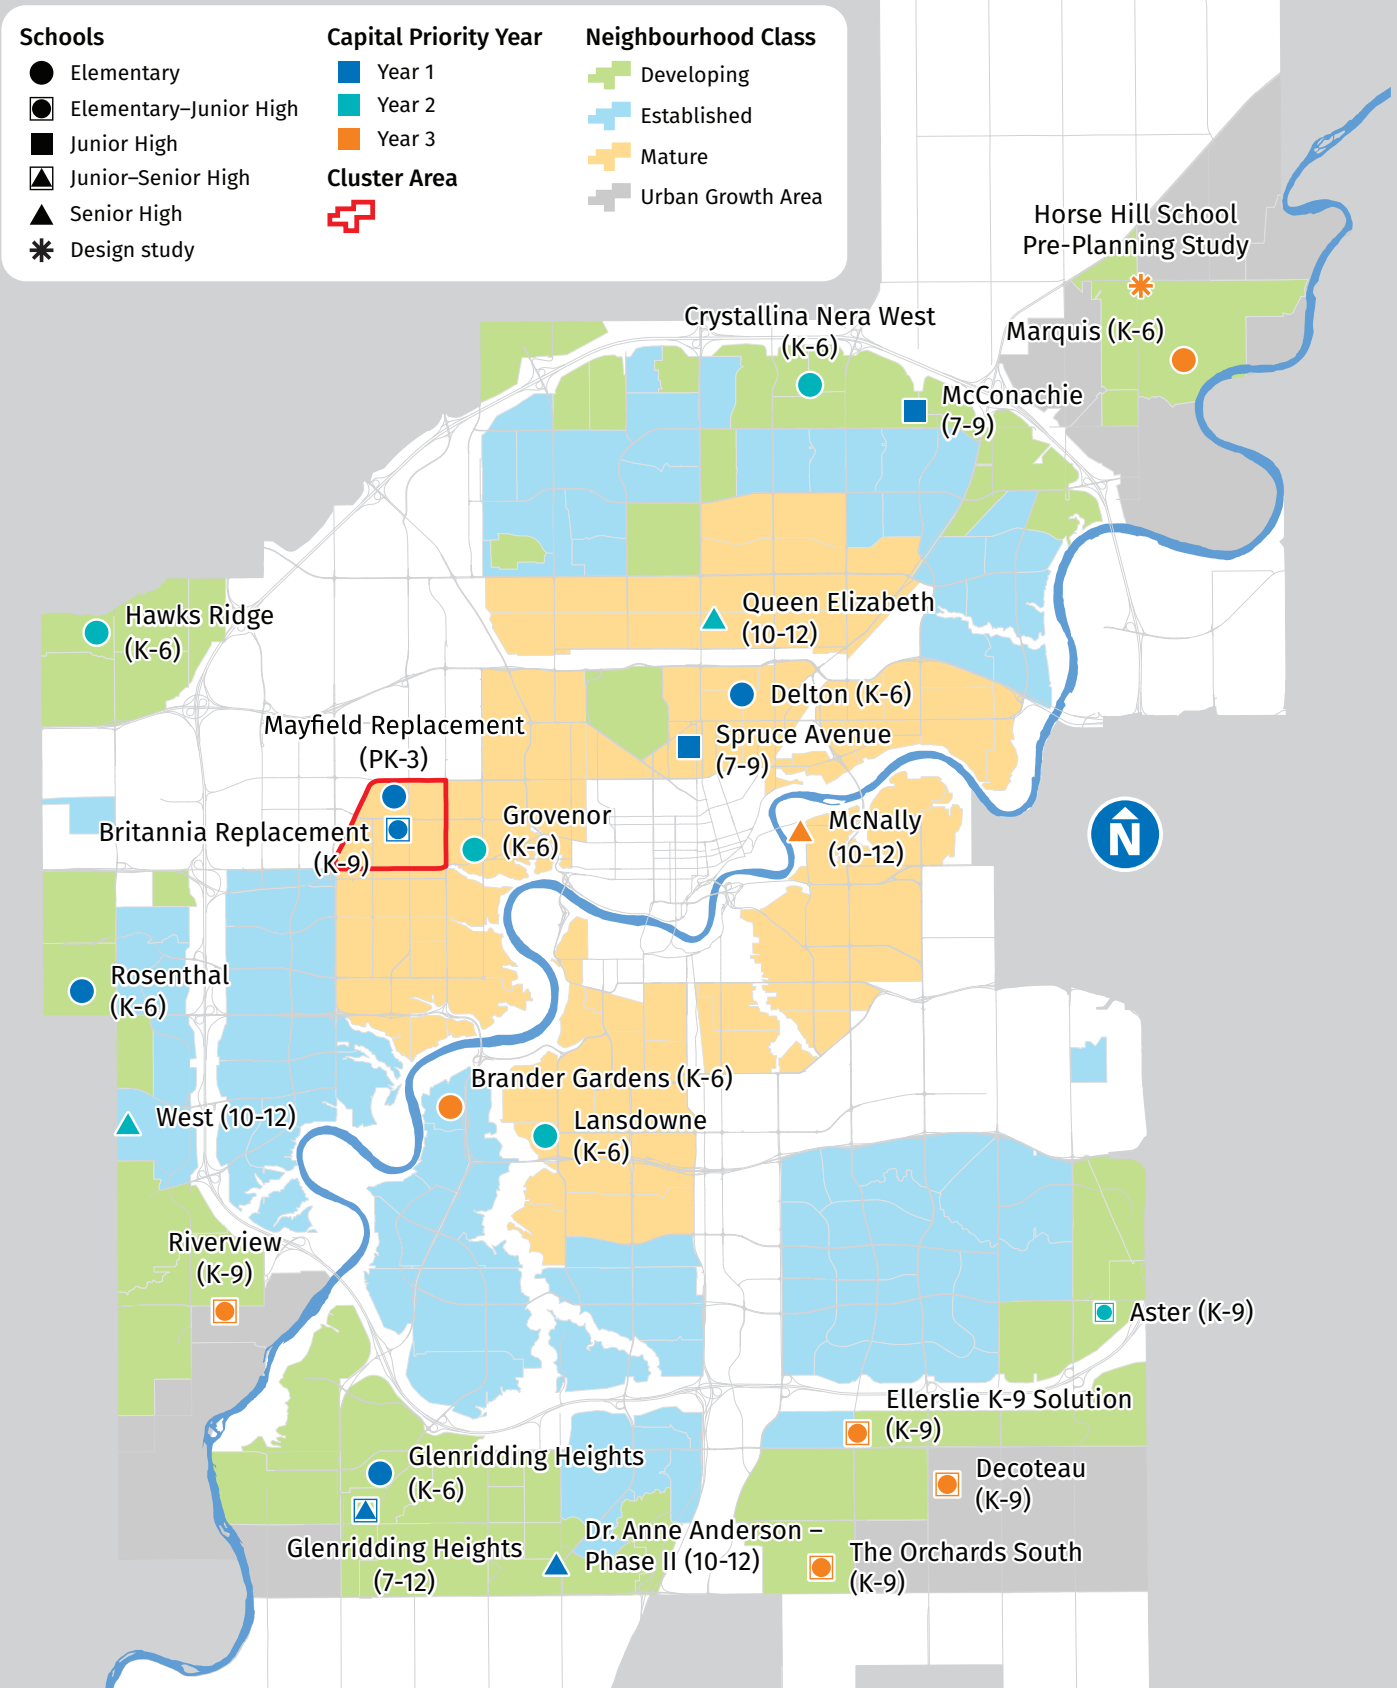 Schools
Elementary
Elementary–Junior High
Junior High
Junior–Senior High
Senior High
Design study
Capital Priority Year
Year 1
Year 2
Year 3
Cluster Area
Neighbourhood Class
Developing
Established
Mature
Urban Growth Area
Horse Hill School
Pre-Planning Study
Marquis (K-6)
Crystallina Nera West
(K-6)
McConachie
(7-9)
Hawks Ridge
(K-6)
Queen Elizabeth
(10-12)
Delton (K-6)
Mayfield Replacement
(PK-3)
Spruce Avenue
(7-9)
Britannia Replacement
(K-9)
Grovenor
(K-6)
McNally
(10-12)
N
Rosenthal
(K-6)
Brander Gardens (K-6)
West (10-12)
Lansdowne
(K-6)
Riverview
(K-9)
Aster (K-9)
Ellerslie K-9 Solution
(K-9)
Glenridding Heights
(K-6)
Decoteau
(K-9)
Glenridding Heights
(7-12)
Dr. Anne Anderson –
Phase II (10-12)
The Orchards South
(K-9)